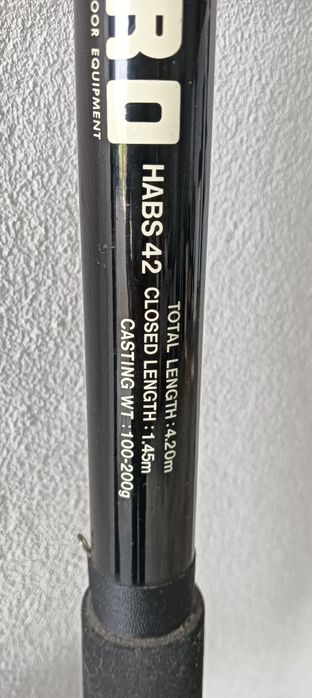 RO
OOR EQUIPMENT
HABS 42
TOTAL LENGTH : 4.20m
CLOSED LENGTH : 1.45m
CASTING WT : 100-200g